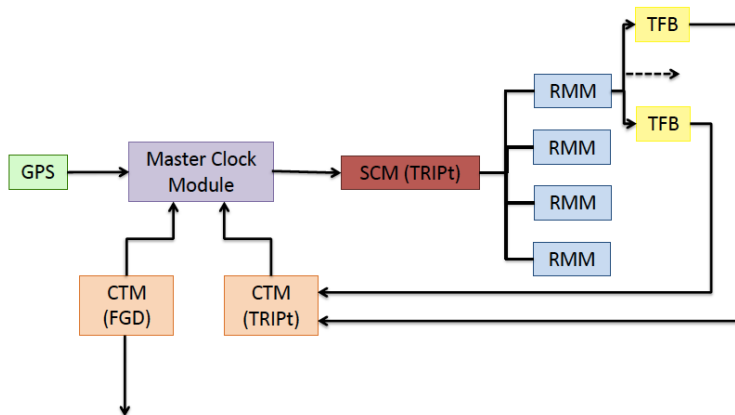 TFB
RMM
TFB
GPS
Master Clock
Module
SCM (TRIPt)
RMM
RMM
RMM
CTM
(FGD)
CTM
(TRIPt)